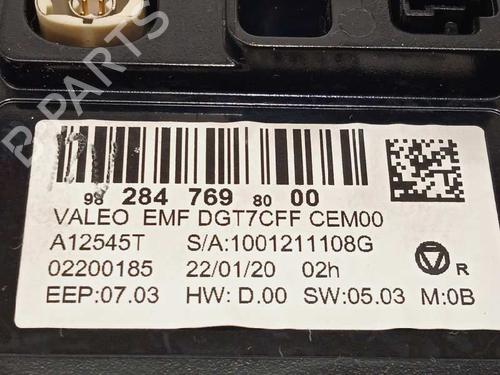 B PARTS
98 284 769 80 00
VALEO EMF DGT7CFF CEM00
A12545T S/A:1001211108G
02200185 22/01/20 02h
R
EEP:07.03 HW: D.00 SW:05.03 M:0B